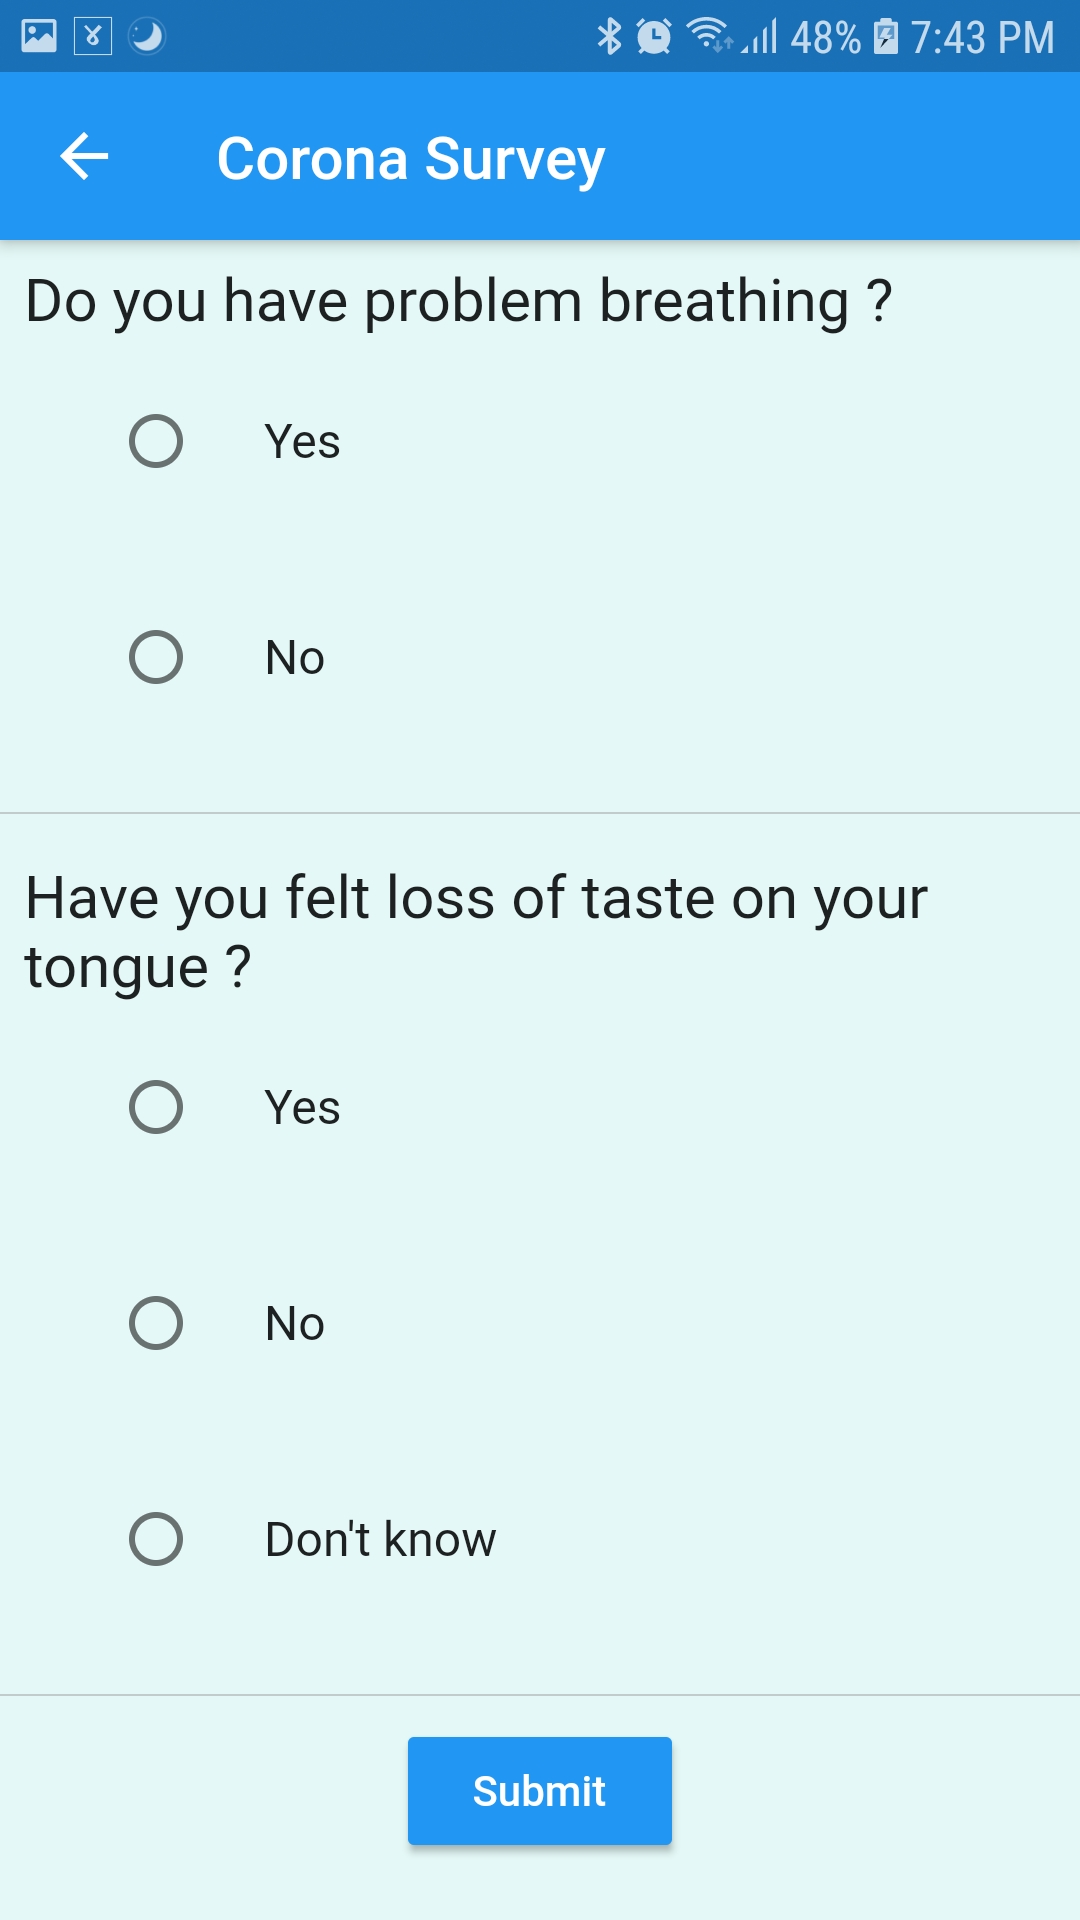 48% 7:43 PM
Corona Survey
Do you have problem breathing ?
Yes
No
Have you felt loss of taste on your
tongue ?
Yes
No
Don't know
Submit